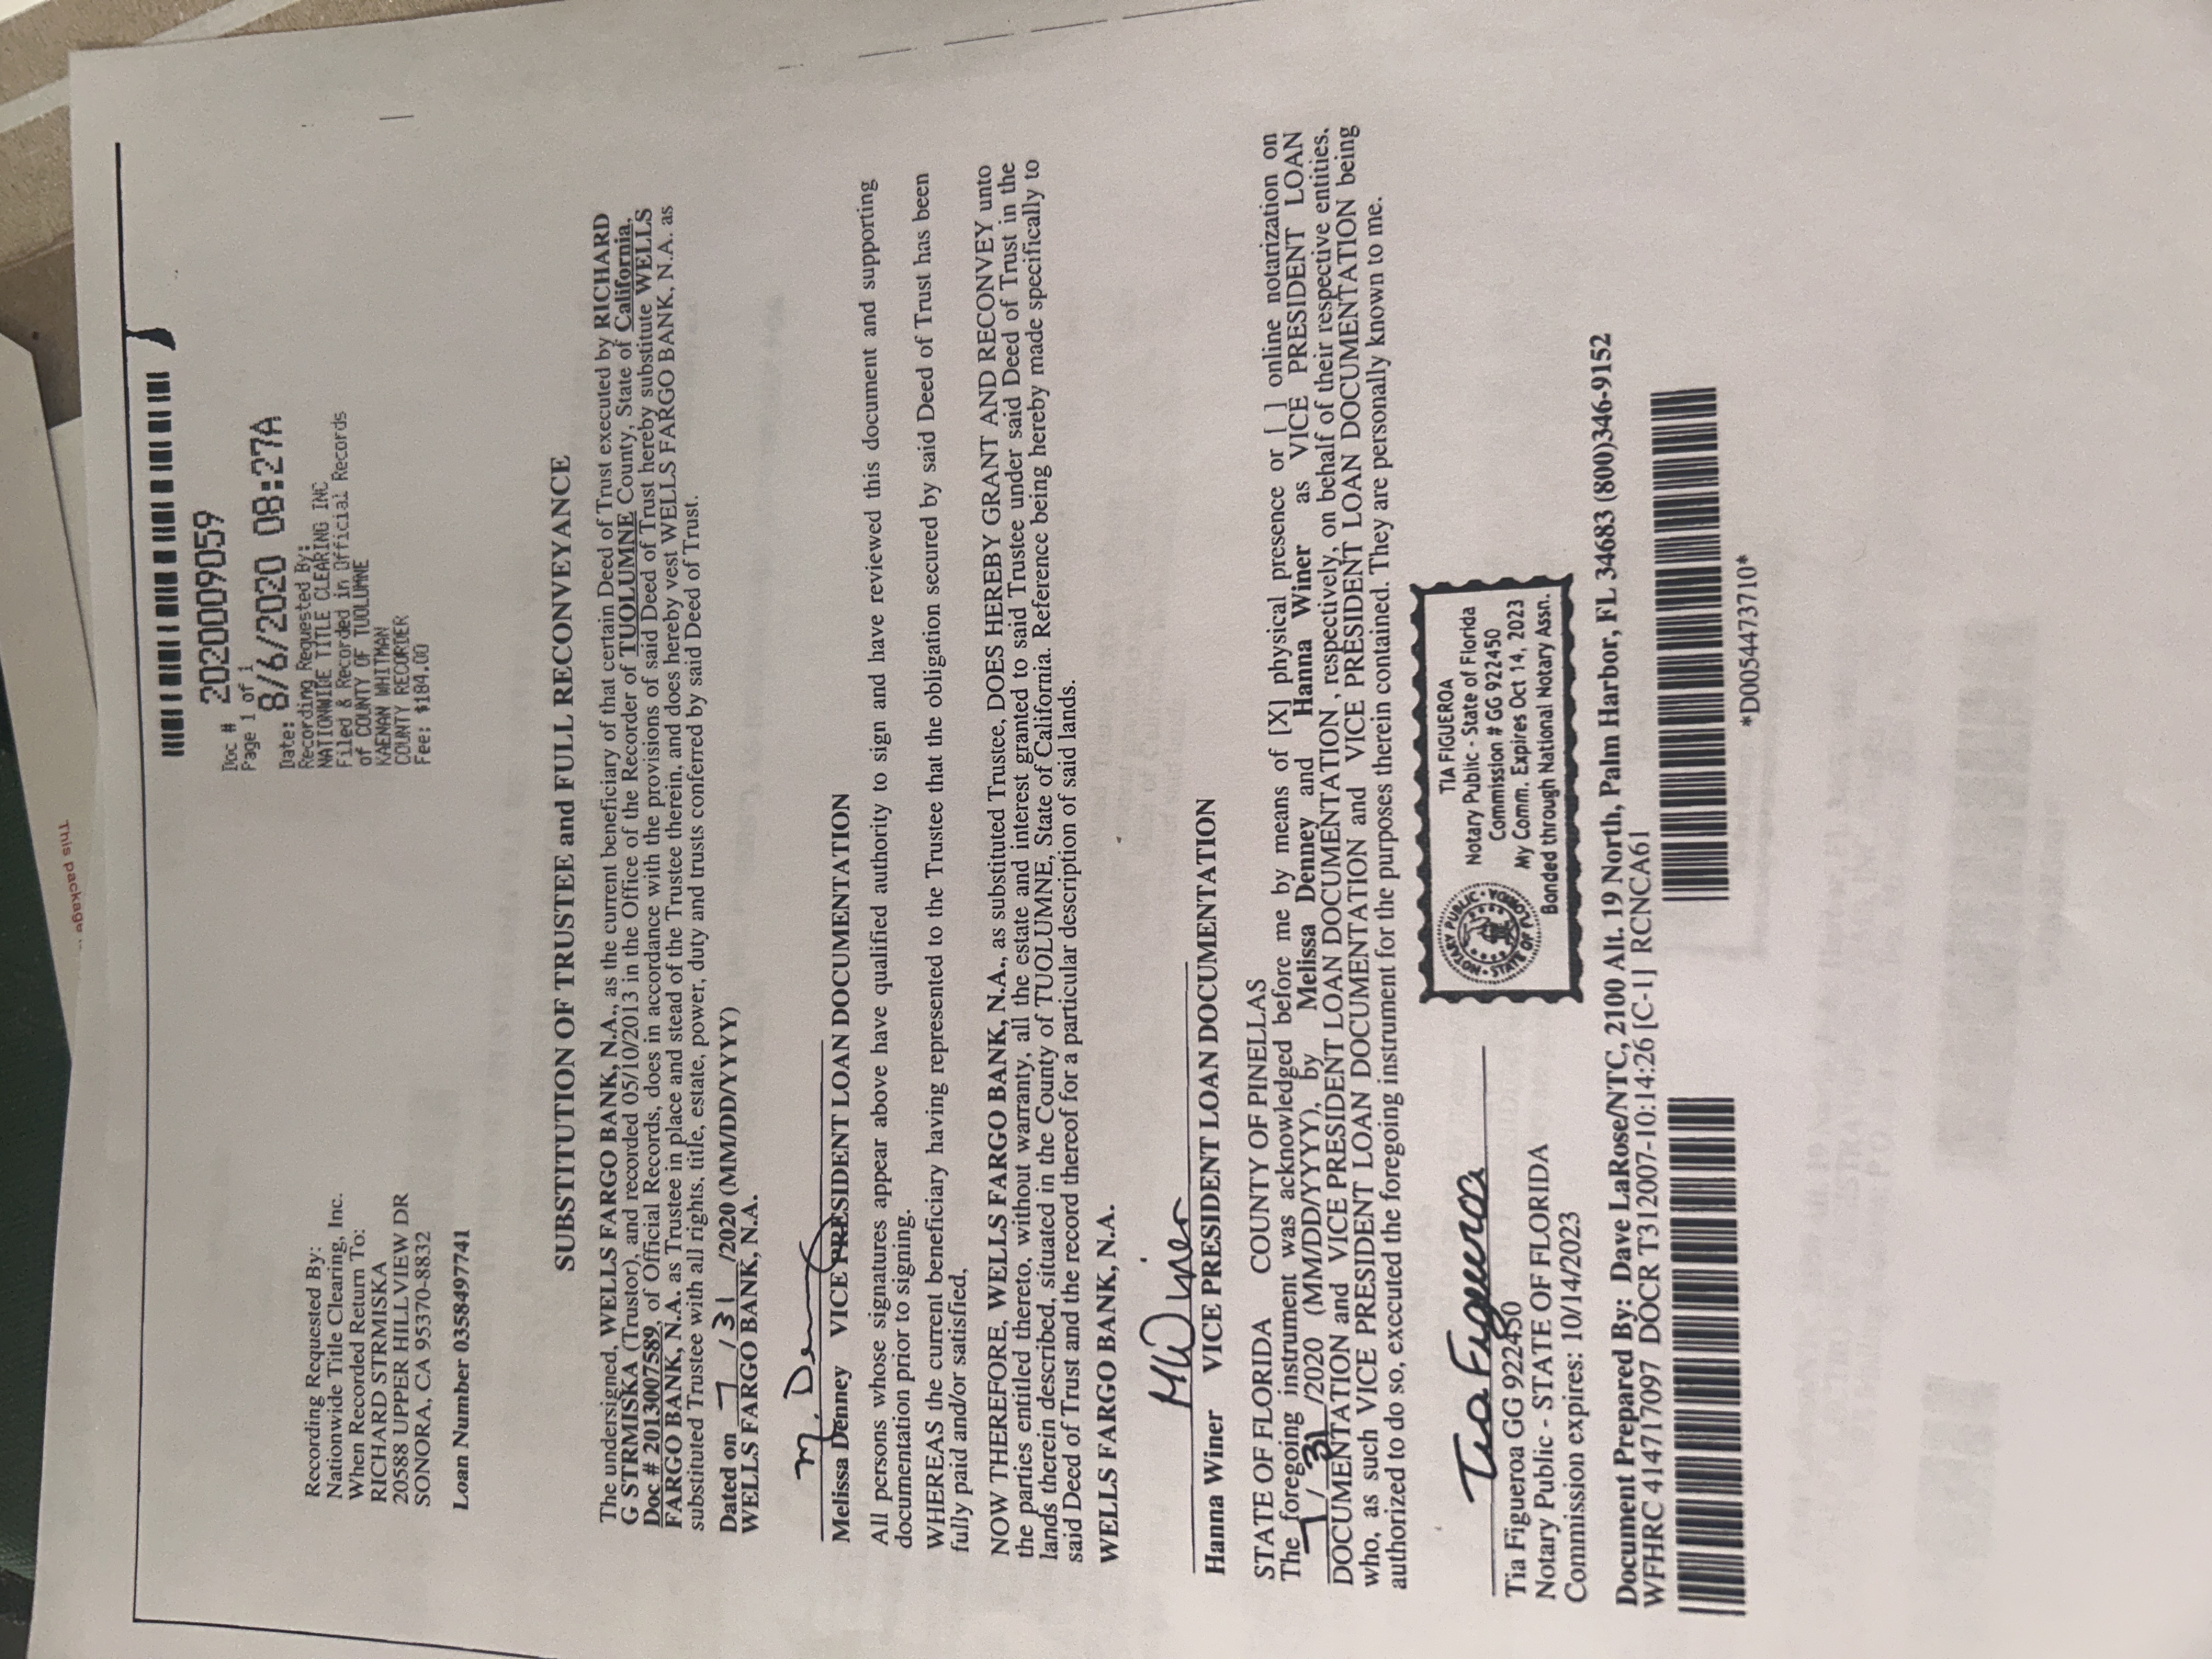 This package
Doc # 2020009059
Page 1 of 1
Date: 8/6/2020 08:27A
Recording Requested By:
NATIONWIDE TITLE CLEARING INC
Filed & Recorded in Official Records
of COUNTY OF TUOLUMNE
KAENAN WHITMAN
COUNTY RECORDER
Fee: $184.00
Recording Requested By:
Nationwide Title Clearing, Inc.
When Recorded Return To:
RICHARD STRMISKA
20588 UPPER HILLVIEW DR
SONORA, CA 95370-8832
Loan Number 0358497741
SUBSTITUTION OF TRUSTEE and FULL RECONVEYANCE
The undersigned, WELLS FARGO BANK, N.A., as the current beneficiary of that certain Deed of Trust executed by RICHARD
G STRMISKA (Trustor), and recorded 05/10/2013 in the Office of the Recorder of TUOLUMNE County, State of California,
Doc # 2013007589, of Official Records, does in accordance with the provisions of said Deed of Trust hereby substitute WELLS
FARGO BANK, N.A. as Trustee in place and stead of the Trustee therein, and does hereby vest WELLS FARGO BANK, N.A. as
substituted Trustee with all rights, title, estate, power, duty and trusts conferred by said Deed of Trust.
Dated on 7 / 31 /2020 (MM/DD/YYYY)
WELLS FARGO BANK, N.A.
M. Denney
Melissa Denney VICE PRESIDENT LOAN DOCUMENTATION
All persons whose signatures appear above have qualified authority to sign and have reviewed this document and supporting
documentation prior to signing.
WHEREAS the current beneficiary having represented to the Trustee that the obligation secured by said Deed of Trust has been
fully paid and/or satisfied,
NOW THEREFORE, WELLS FARGO BANK, N.A., as substituted Trustee, DOES HEREBY GRANT AND RECONVEY unto
the parties entitled thereto, without warranty, all the estate and interest granted to said Trustee under said Deed of Trust in the
lands therein described, situated in the County of TUOLUMNE, State of California. Reference being hereby made specifically to
said Deed of Trust and the record thereof for a particular description of said lands.
WELLS FARGO BANK, N.A.
HWiner
Hanna Winer VICE PRESIDENT LOAN DOCUMENTATION
STATE OF FLORIDA COUNTY OF PINELLAS
The foregoing instrument was acknowledged before me by means of [X] physical presence or [ ] online notarization on
7 / 31 /2020 (MM/DD/YYYY), by Melissa Denney and Hanna Winer as VICE PRESIDENT LOAN
DOCUMENTATION and VICE PRESIDENT LOAN DOCUMENTATION , respectively, on behalf of their respective entities,
who, as such VICE PRESIDENT LOAN DOCUMENTATION and VICE PRESIDENT LOAN DOCUMENTATION being
authorized to do so, executed the foregoing instrument for the purposes therein contained. They are personally known to me.
Tia Figueroa
Tia Figueroa GG 922450
Notary Public - STATE OF FLORIDA
Commission expires: 10/14/2023
NOTARY PUBLIC
STATE OF FLORIDA
TIA FIGUEROA
Notary Public - State of Florida
Commission # GG 922450
My Comm. Expires Oct 14, 2023
Bonded through National Notary Assn.
Document Prepared By: Dave LaRose/NTC, 2100 Alt. 19 North, Palm Harbor, FL 34683 (800)346-9152
WFHRC 414717097 DOCR T312007-10:14:26 [C-1] RCNCA61
*D0054473710*